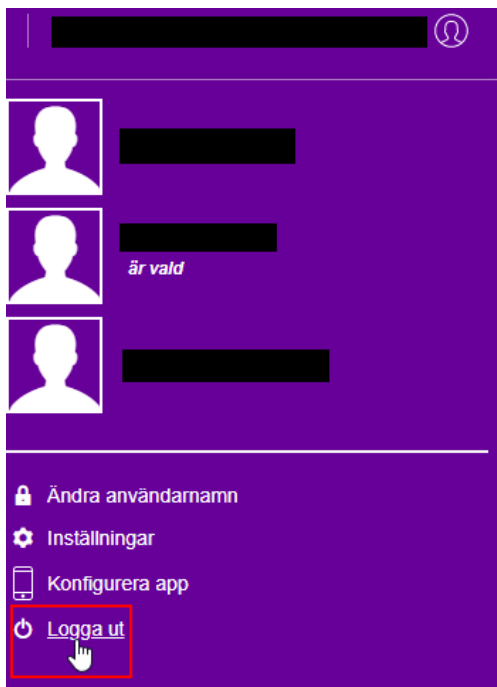 är vald
Ändra användarnamn
Inställningar
Konfigurera app
Logga ut